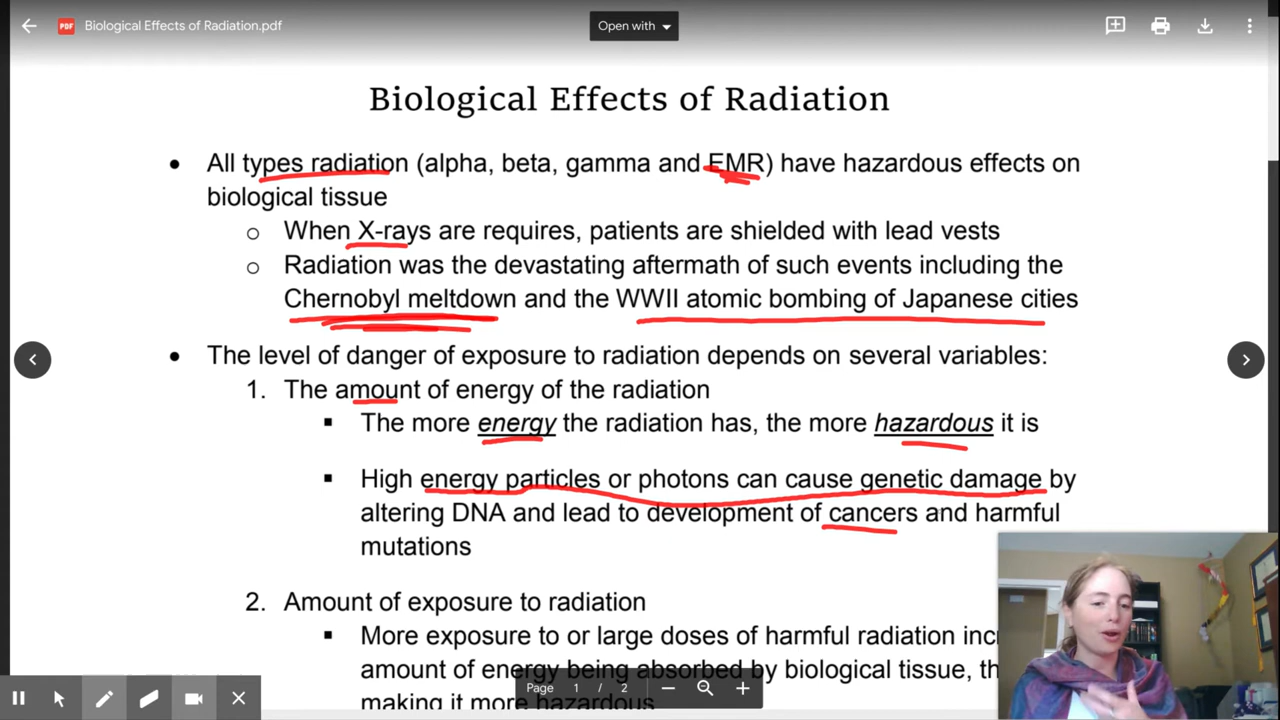 Biological Effects of Radiation.pdf
Open with
Biological Effects of Radiation
• All types radiation (alpha, beta, gamma and EMR) have hazardous effects on
biological tissue
o When X-rays are requires, patients are shielded with lead vests
o Radiation was the devastating aftermath of such events including the
Chernobyl meltdown and the WWII atomic bombing of Japanese cities
• The level of danger of exposure to radiation depends on several variables:
1. The amount of energy of the radiation
▪ The more energy the radiation has, the more hazardous it is
▪ High energy particles or photons can cause genetic damage by
altering DNA and lead to development of cancers and harmful
mutations
2. Amount of exposure to radiation
▪ More exposure to or large doses of harmful radiation
amount of energy being absorbed by biological tissue,
making it more hazardous
Page 1 / 2